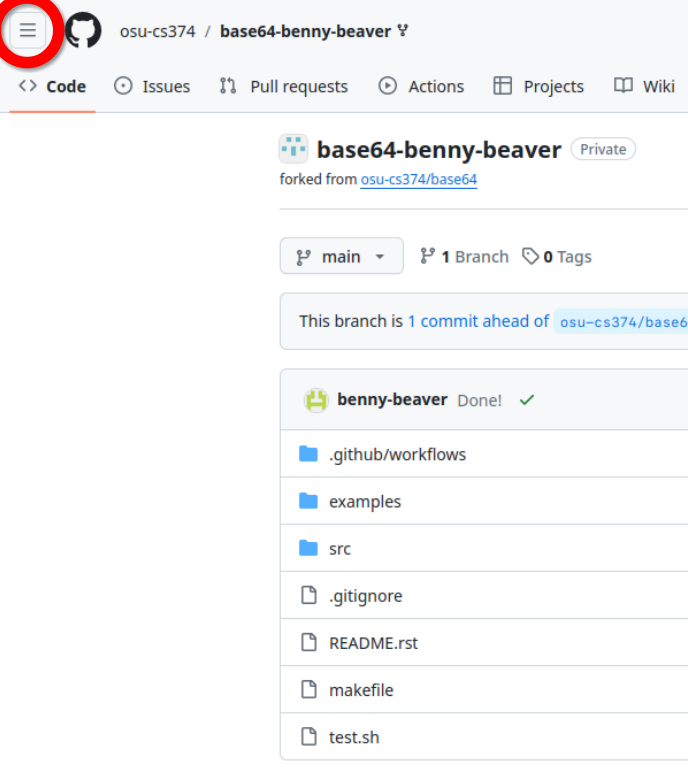 osu-cs374 / base64-benny-beaver
Code Issues Pull requests Actions Projects Wiki
base64-benny-beaver Private
forked from osu-cs374/base64
main 1 Branch 0 Tags
This branch is 1 commit ahead of osu-cs374/base6
benny-beaver Done!
.github/workflows
examples
src
.gitignore
README.rst
makefile
test.sh